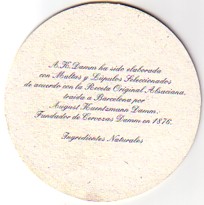 A.K. Damm ha sido elaborada
con Maltas y Lúpulos Seleccionados
de acuerdo con la Receta Original Alsaciana,
traída a Barcelona por
August Kuentzmann Damm,
Fundador de Cervezas Damm en 1876.
Ingredientes Naturales